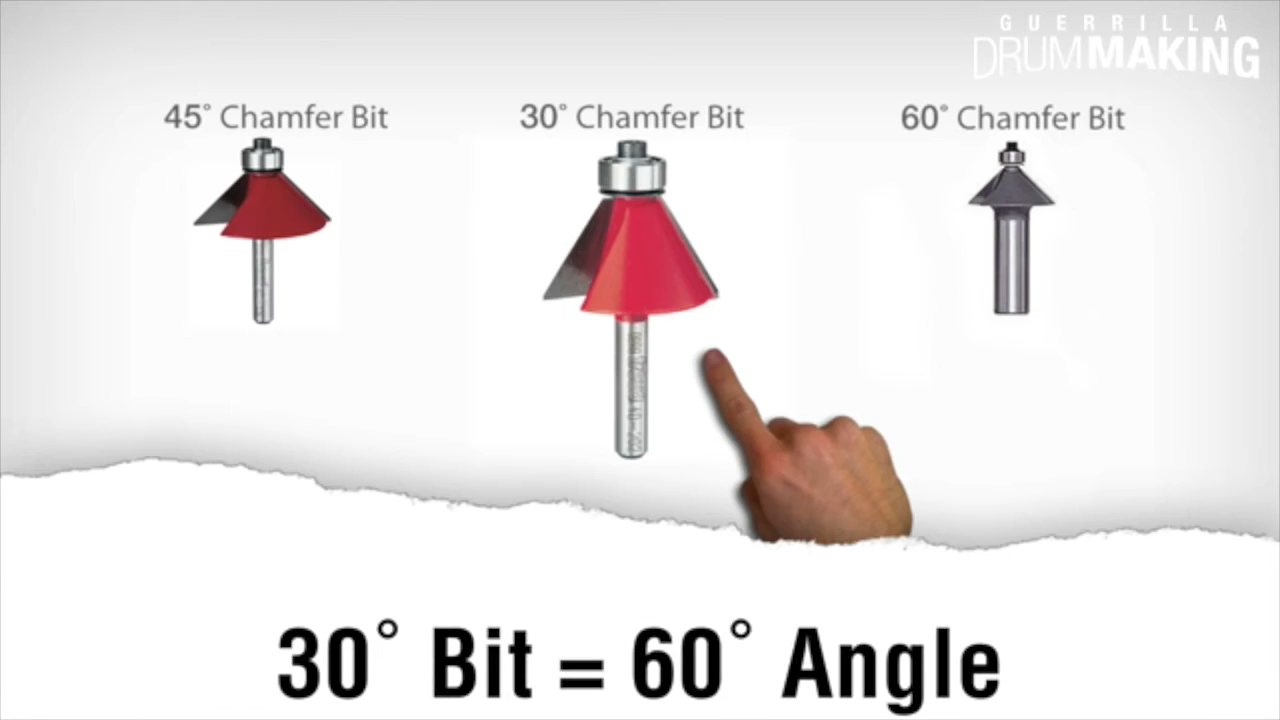 GUERRILLA
DRUMMAKING
45° Chamfer Bit
30° Chamfer Bit
60° Chamfer Bit
30° Bit = 60° Angle